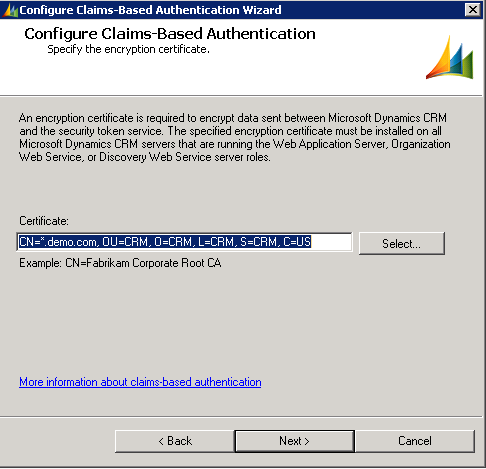 Configure Claims-Based Authentication Wizard
Configure Claims-Based Authentication
Specify the encryption certificate.
An encryption certificate is required to encrypt data sent between Microsoft Dynamics CRM
and the security token service. The specified encryption certificate must be installed on all
Microsoft Dynamics CRM servers that are running the Web Application Server, Organization
Web Service, or Discovery Web Service server roles.
Certificate:
CN=*.demo.com, OU=CRM, O=CRM, L=CRM, S=CRM, C=US
Select...
Example: CN=Fabrikam Corporate Root CA
More information about claims-based authentication
< Back
Next >
Cancel